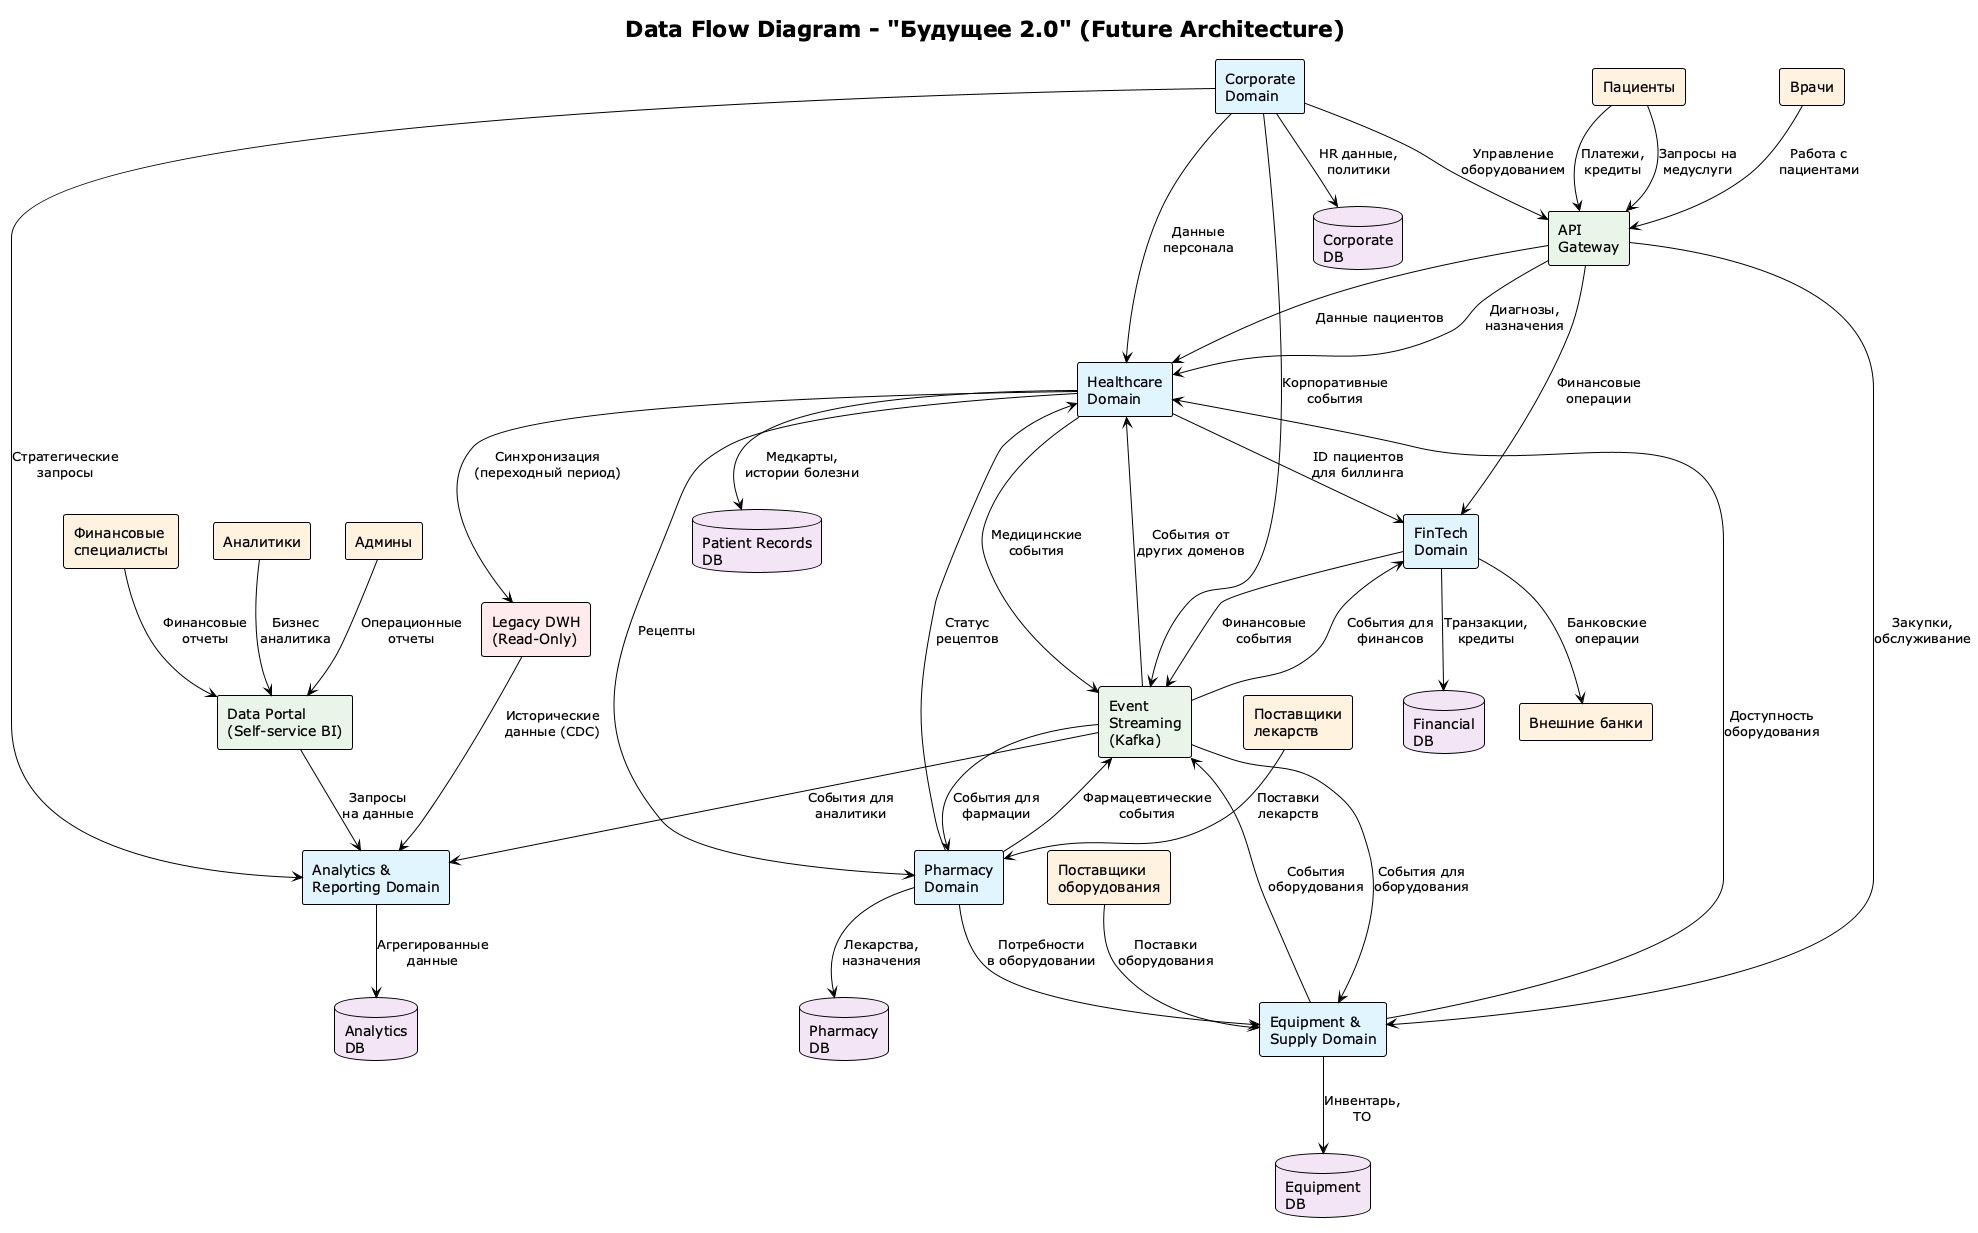 Data Flow Diagram - "Будущее 2.0" (Future Architecture)
Corporate
Domain
Пациенты
Врачи
HR данные,
политики
Управление
оборудованием
Платежи,
кредиты
Запросы на
медуслуги
Работа с
пациентами
Данные
персонала
Corporate
DB
API
Gateway
Данные пациентов
Диагнозы,
назначения
Healthcare
Domain
Корпоративные
события
Финансовые
операции
Стратегические
запросы
Синхронизация
(переходный период)
Медкарты,
истории болезни
ID пациентов
для биллинга
Финансовые
специалисты
Аналитики
Админы
Patient Records
DB
Медицинские
события
События от
других доменов
FinTech
Domain
Финансовые
отчеты
Бизнес
аналитика
Операционные
отчеты
Legacy DWH
(Read-Only)
Рецепты
Статус
рецептов
Финансовые
события
События для
финансов
Транзакции,
кредиты
Банковские
операции
Закупки,
обслуживание
Data Portal
(Self-service BI)
Исторические
данные (CDC)
Event
Streaming
(Kafka)
Поставщики
лекарств
Financial
DB
Внешние банки
Доступность
оборудования
Запросы
на данные
События для
аналитики
События для
фармации
Фармацевтические
события
Поставки
лекарств
Analytics &
Reporting Domain
Pharmacy
Domain
Поставщики
оборудования
События
оборудования
События для
оборудования
Агрегированные
данные
Лекарства,
назначения
Потребности
в оборудовании
Поставки
оборудования
Analytics
DB
Pharmacy
DB
Equipment &
Supply Domain
Инвентарь,
ТО
Equipment
DB